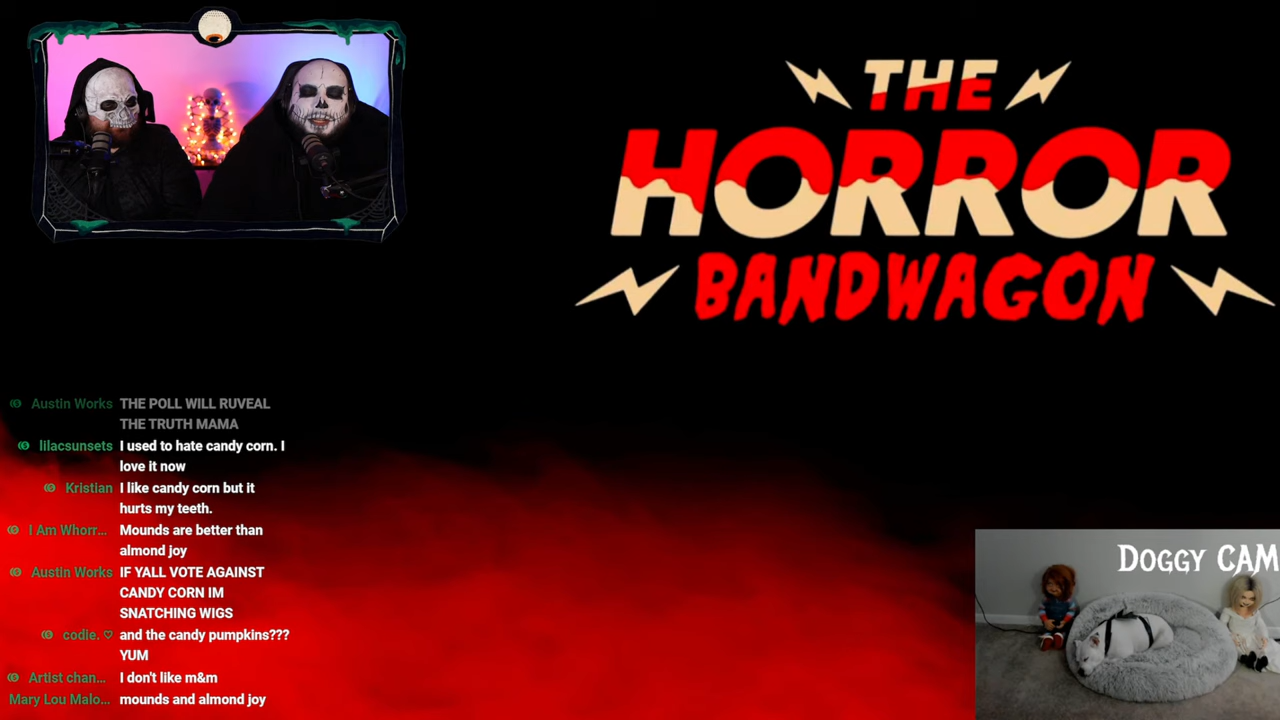 THE
HORROR
BANDWAGON
Austin Works THE POLL WILL RUVEAL
THE TRUTH MAMA
lilacsunsets I used to hate candy corn. I
love it now
Kristian I like candy corn but it
hurts my teeth.
I Am Whorr... Mounds are better than
almond joy
Austin Works IF YALL VOTE AGAINST
CANDY CORN IM
SNATCHING WIGS
codie. ♡ and the candy pumpkins???
YUM
Artist chan... I don't like m&m
Mary Lou Malo... mounds and almond joy
DOGGY CAM